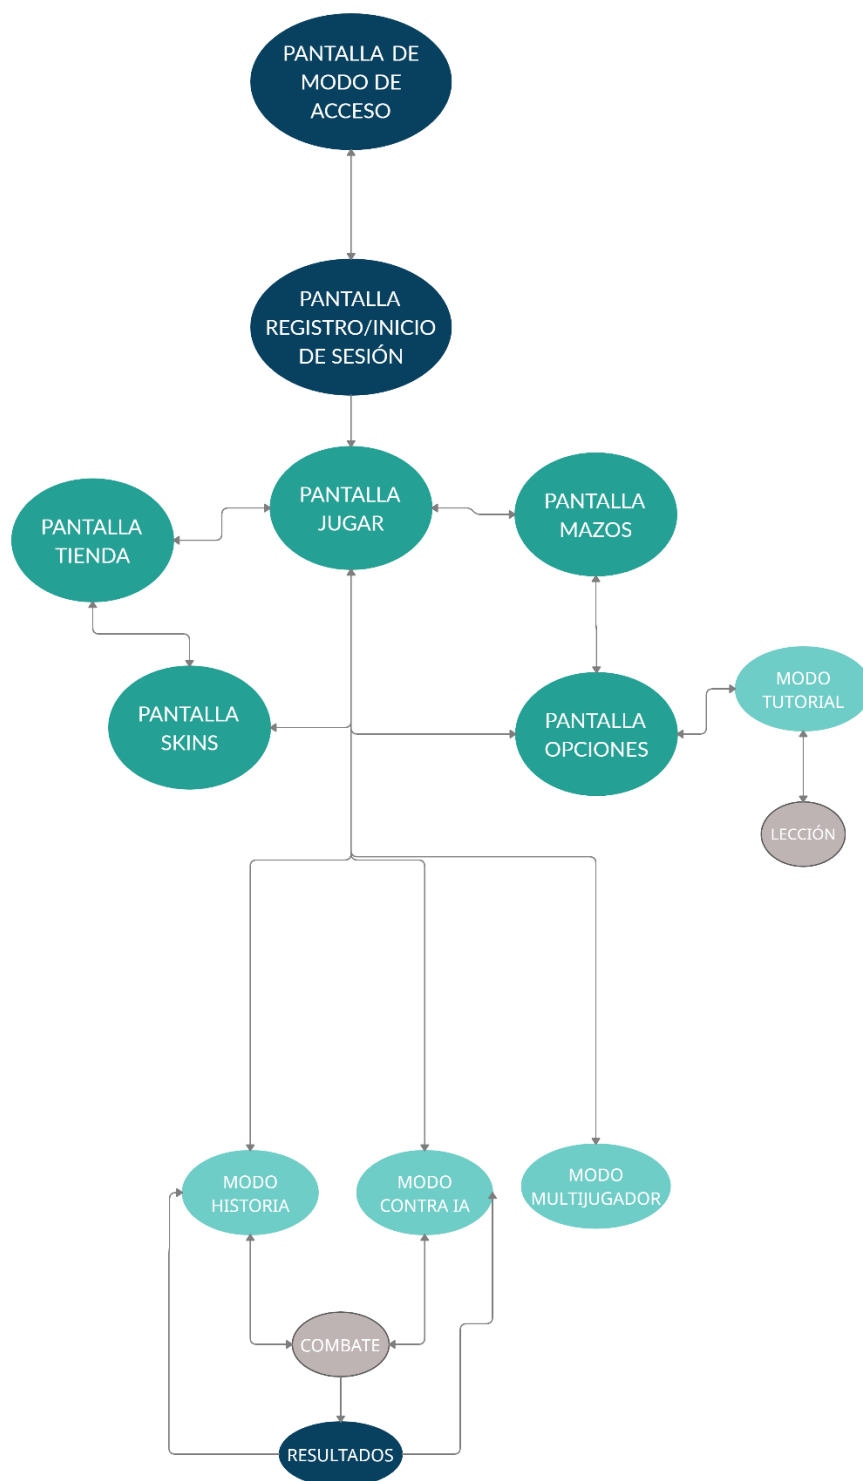 PANTALLA DE
MODO DE
ACCESO
PANTALLA
REGISTRO/INICIO
DE SESIÓN
PANTALLA
JUGAR
PANTALLA
MAZOS
PANTALLA
TIENDA
PANTALLA
SKINS
PANTALLA
OPCIONES
MODO
TUTORIAL
LECCIÓN
MODO
HISTORIA
MODO
CONTRA IA
MODO
MULTIJUGADOR
COMBATE
RESULTADOS